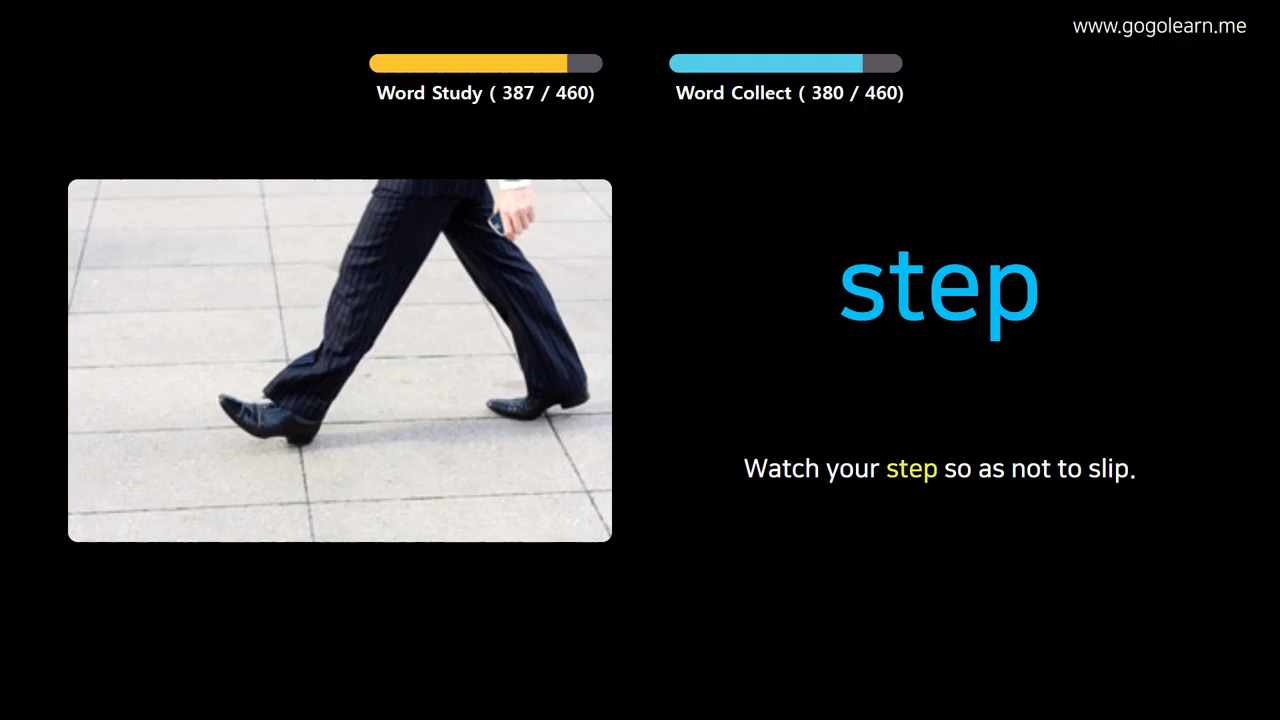 www.gogolearn.me
Word Study ( 387 / 460)
Word Collect ( 380 / 460)
step
Watch your step so as not to slip.